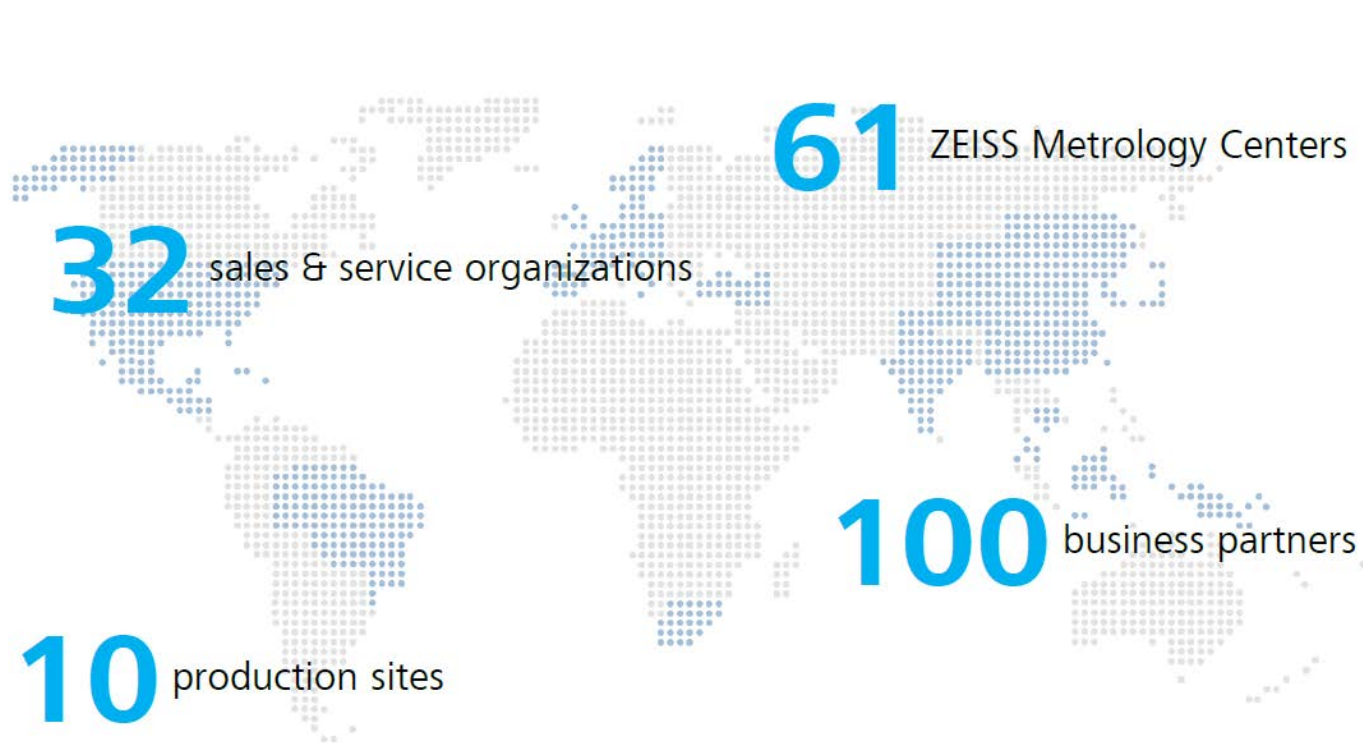 61 ZEISS Metrology Centers
32 sales & service organizations
100 business partners
10 production sites